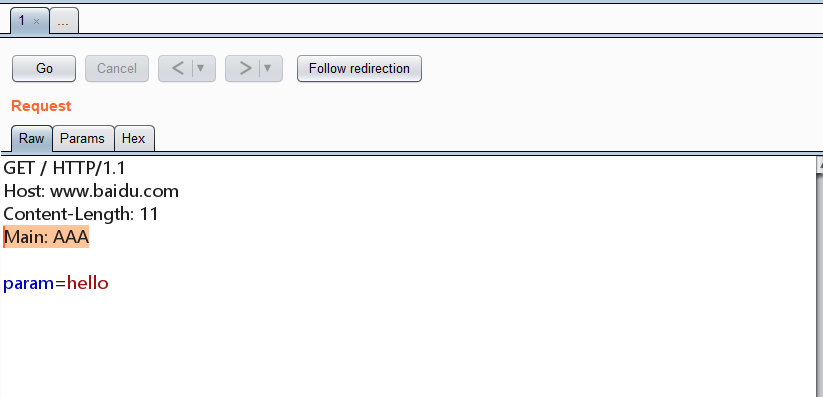 1 ×
...
Go Cancel < ▼ > ▼ Follow redirection
Request
Raw Params Hex
GET / HTTP/1.1
Host: www.baidu.com
Content-Length: 11
Main: AAA
param=hello